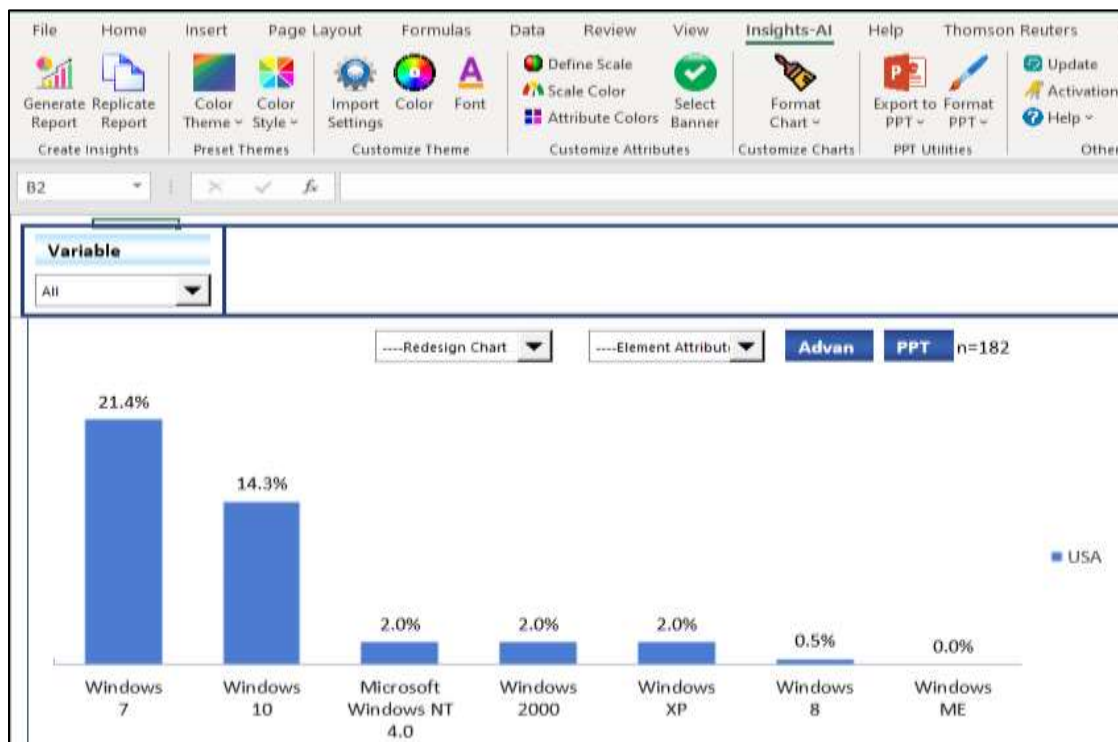 File Home Insert Page Layout Formulas Data Review View Insights-AI Help Thomson Reuters
Generate Report
Replicate Report
Create Insights
Color Theme
Color Style
Preset Themes
Import Settings
Color
Font
Customize Theme
Define Scale
Scale Color
Attribute Colors
Select Banner
Customize Attributes
Format Chart
Customize Charts
Export to PPT
Format PPT
PPT Utilities
Update
Activation
Help
Other
B2 fx
Variable
All
----Redesign Chart ----Element Attribut Advan PPT n=182
21.4%
14.3%
2.0% 2.0% 2.0% 0.5% 0.0%
USA
Windows 7
Windows 10
Microsoft Windows NT 4.0
Windows 2000
Windows XP
Windows 8
Windows ME